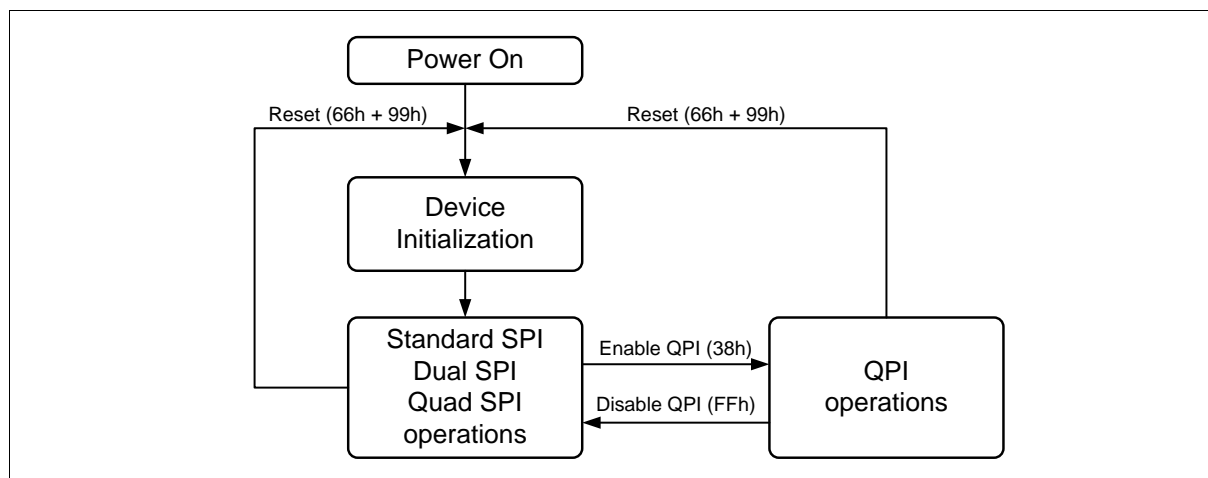 Power On
Reset (66h + 99h)
Reset (66h + 99h)
Device
Initialization
Standard SPI
Dual SPI
Quad SPI
operations
Enable QPI (38h)
Disable QPI (FFh)
QPI
operations